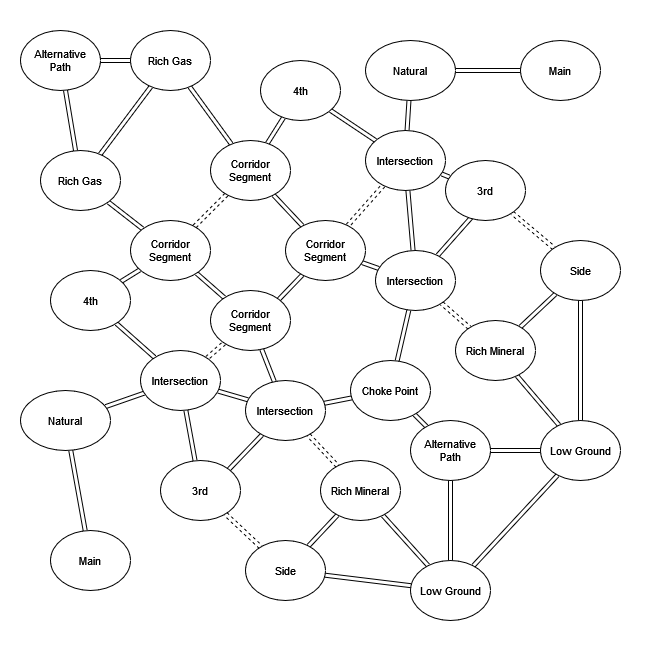 Alternative
Path
Rich Gas
Natural
Main
4th
Corridor
Segment
Intersection
Rich Gas
3rd
Corridor
Segment
Corridor
Segment
Side
Intersection
4th
Corridor
Segment
Rich Mineral
Intersection
Choke Point
Natural
Intersection
Alternative
Path
Low Ground
3rd
Rich Mineral
Main
Side
Low Ground